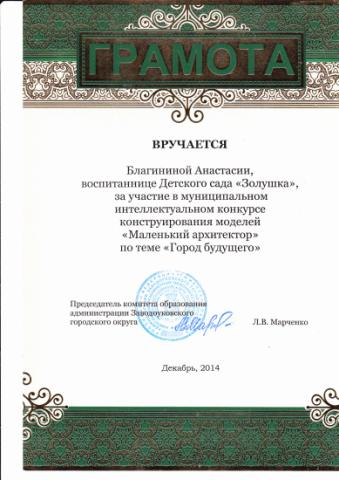 ГРАМОТА
ВРУЧАЕТСЯ
Благининой Анастасии,
воспитаннице Детского сада «Золушка»,
за участие в муниципальном
интеллектуальном конкурсе
конструирования моделей
«Маленький архитектор»
по теме «Город будущего»
Председатель комитета образования
администрации Заводоуковского
городского округа
Л.В. Марченко
Декабрь, 2014